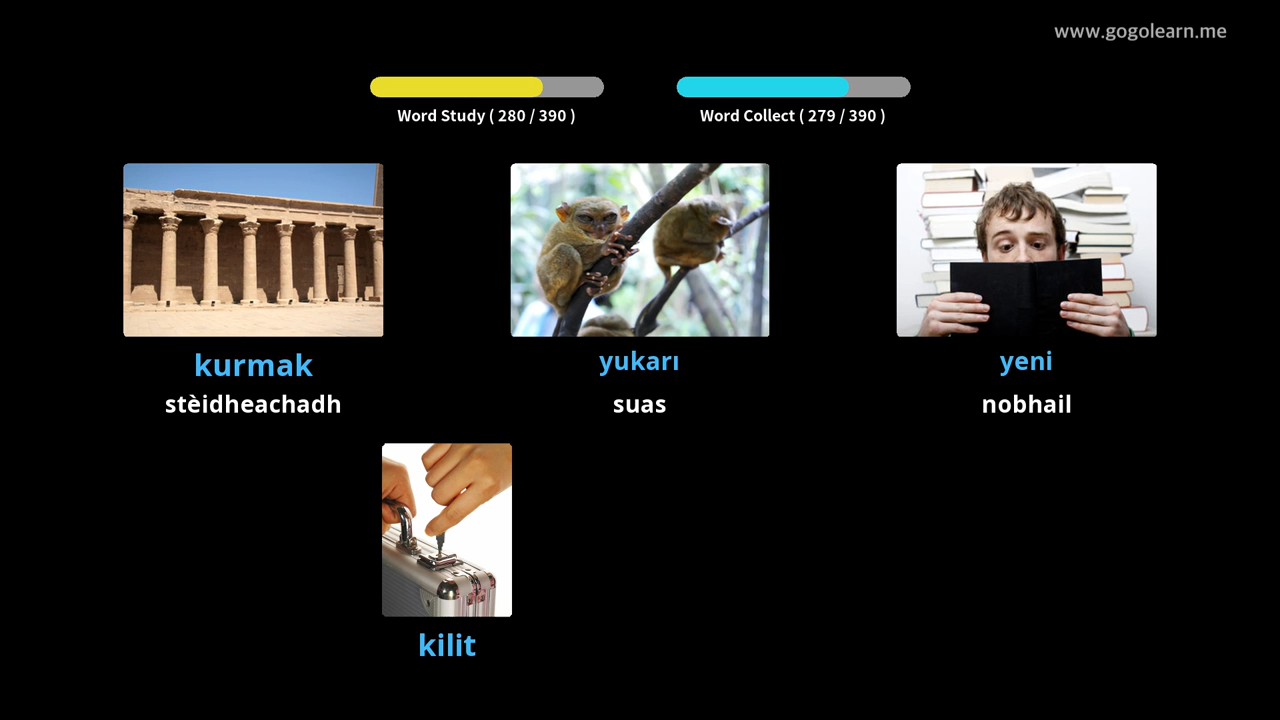 www.gogolearn.me
Word Study ( 280 / 390 )
Word Collect ( 279 / 390 )
kurmak
yukarı
yeni
stèidheachadh
suas
nobhail
kilit